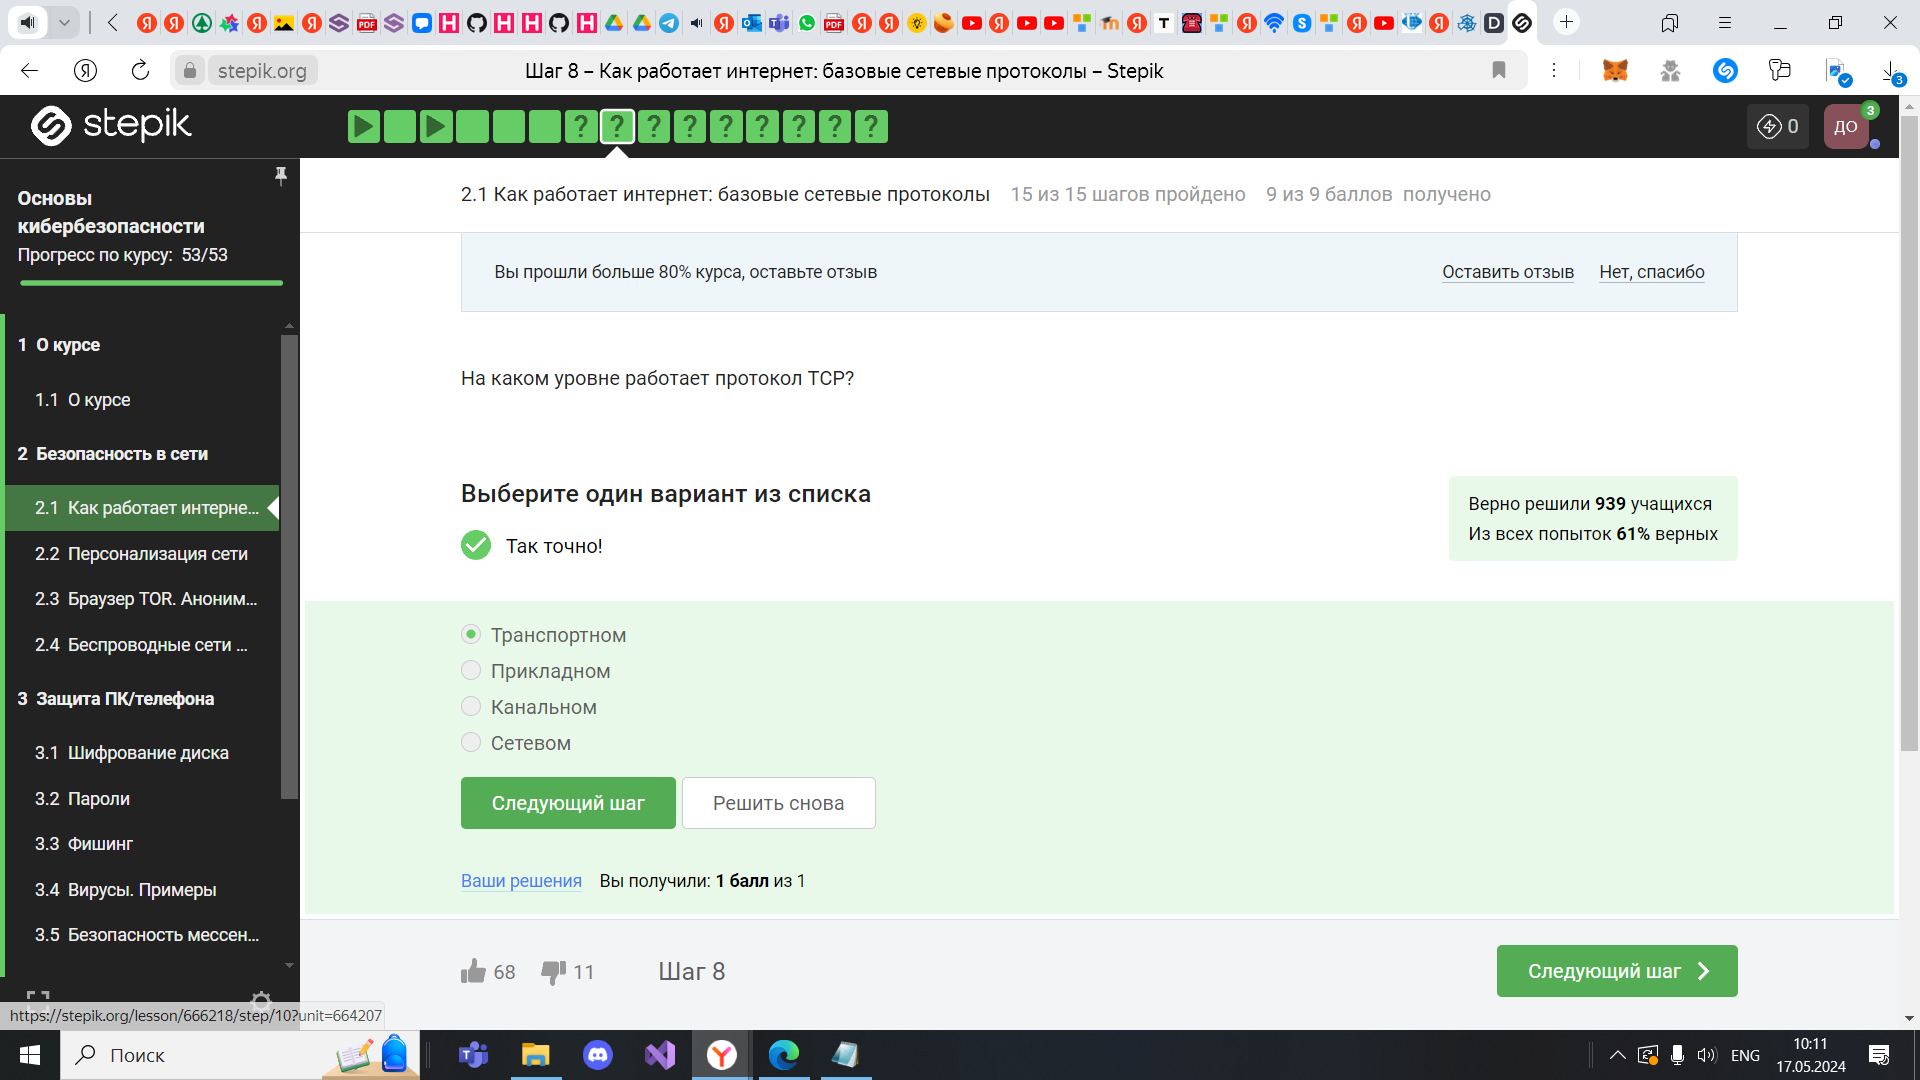 stepik.org
Шаг 8 – Как работает интернет: базовые сетевые протоколы – Stepik
3
stepik
? ? ? ? ? ? ? ? ?
0
ДО
3
Основы
кибербезопасности
Прогресс по курсу: 53/53
2.1 Как работает интернет: базовые сетевые протоколы 15 из 15 шагов пройдено 9 из 9 баллов получено
Вы прошли больше 80% курса, оставьте отзыв
Оставить отзыв
Нет, спасибо
1 О курсе
1.1 О курсе
2 Безопасность в сети
2.1 Как работает интерне...
2.2 Персонализация сети
2.3 Браузер TOR. Аноним...
2.4 Беспроводные сети ...
3 Защита ПК/телефона
3.1 Шифрование диска
3.2 Пароли
3.3 Фишинг
3.4 Вирусы. Примеры
3.5 Безопасность мессен...
На каком уровне работает протокол TCP?
Выберите один вариант из списка
Так точно!
Верно решили 939 учащихся
Из всех попыток 61% верных
Транспортном
Прикладном
Канальном
Сетевом
Следующий шаг
Решить снова
Ваши решения Вы получили: 1 балл из 1
68
11
Шаг 8
Следующий шаг
https://stepik.org/lesson/666218/step/10?unit=664207
Поиск
ENG
10:11
17.05.2024